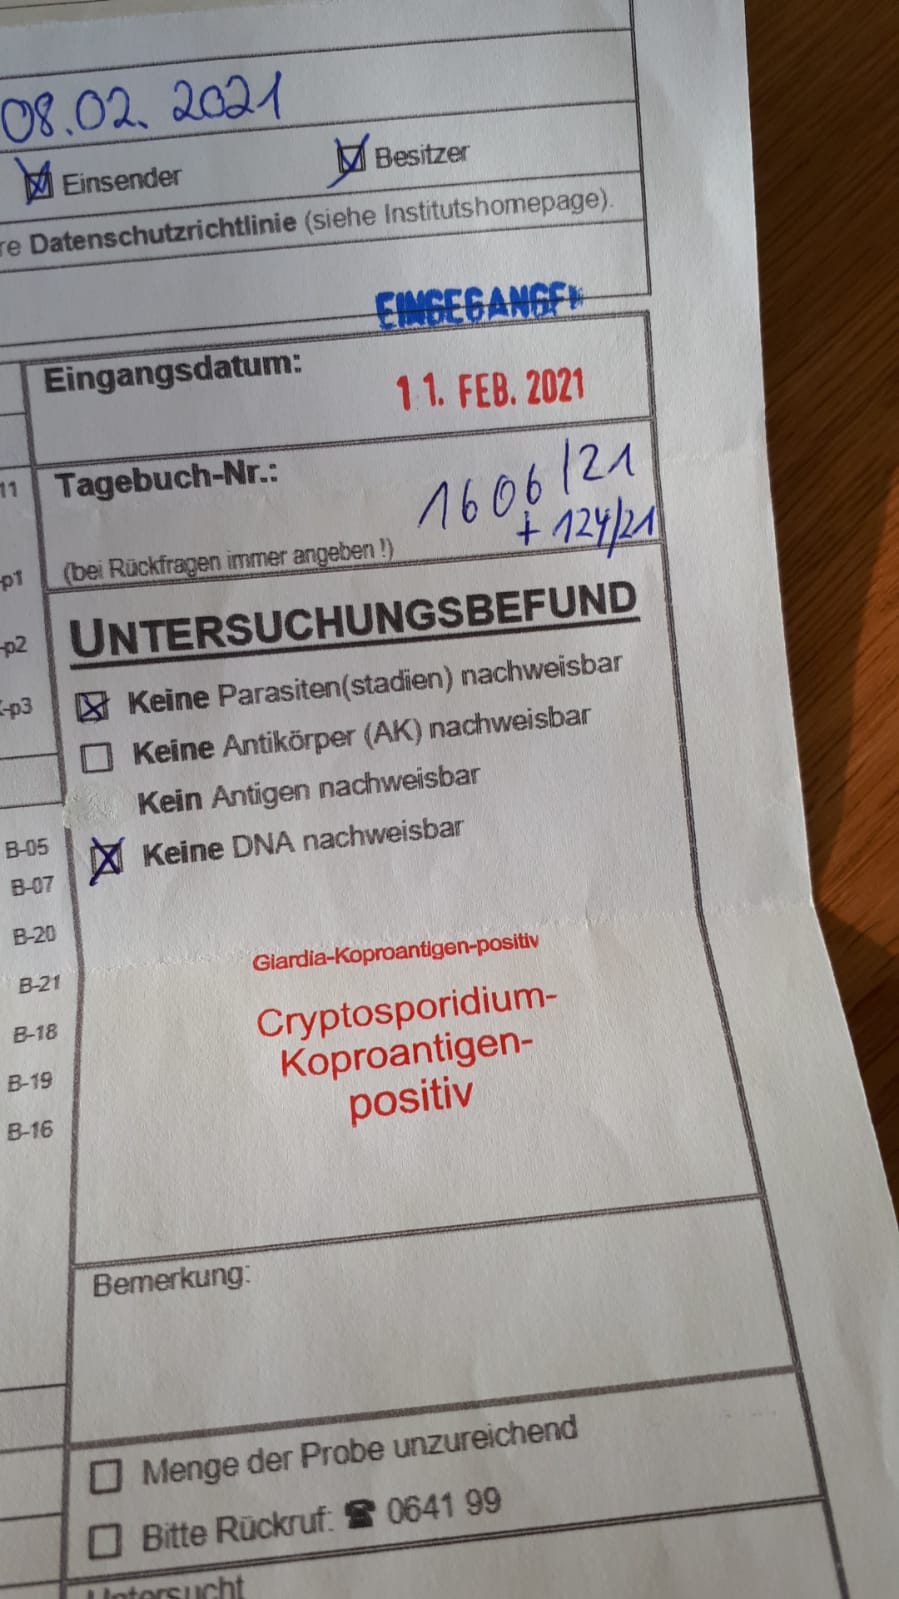 08.02.2021
Einsender Besitzer
re Datenschutzrichtlinie (siehe Institutshomepage).
EINGEGANGEN
Eingangsdatum:
11. FEB. 2021
11
Tagebuch-Nr.:
1606/21
+ 124/21
(bei Rückfragen immer angeben !)
-p1
UNTERSUCHUNGSBEFUND
-p2
Keine Parasiten(stadien) nachweisbar
-p3
Keine Antikörper (AK) nachweisbar
Kein Antigen nachweisbar
B-05
Keine DNA nachweisbar
B-07
B-20
Giardia-Koproantigen-positiv
B-21
Cryptosporidium-
B-18
Koproantigen-
B-19
positiv
B-16
Bemerkung:
Menge der Probe unzureichend
Bitte Rückruf: ☎ 0641 99
Untersucht